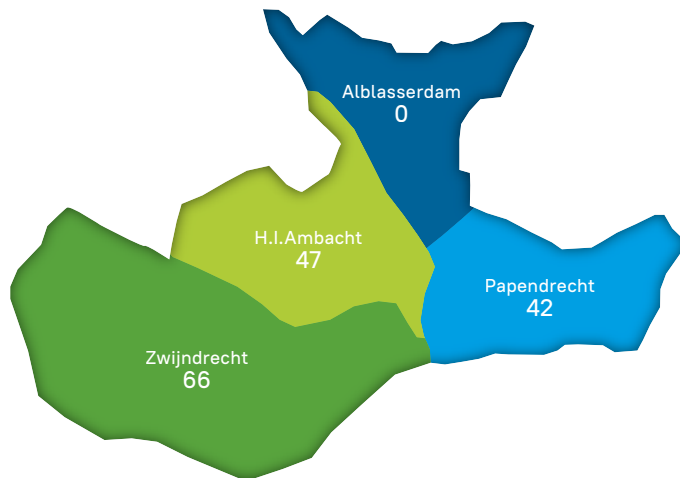 Alblasserdam
0
H.I.Ambacht
47
Papendrecht
42
Zwijndrecht
66